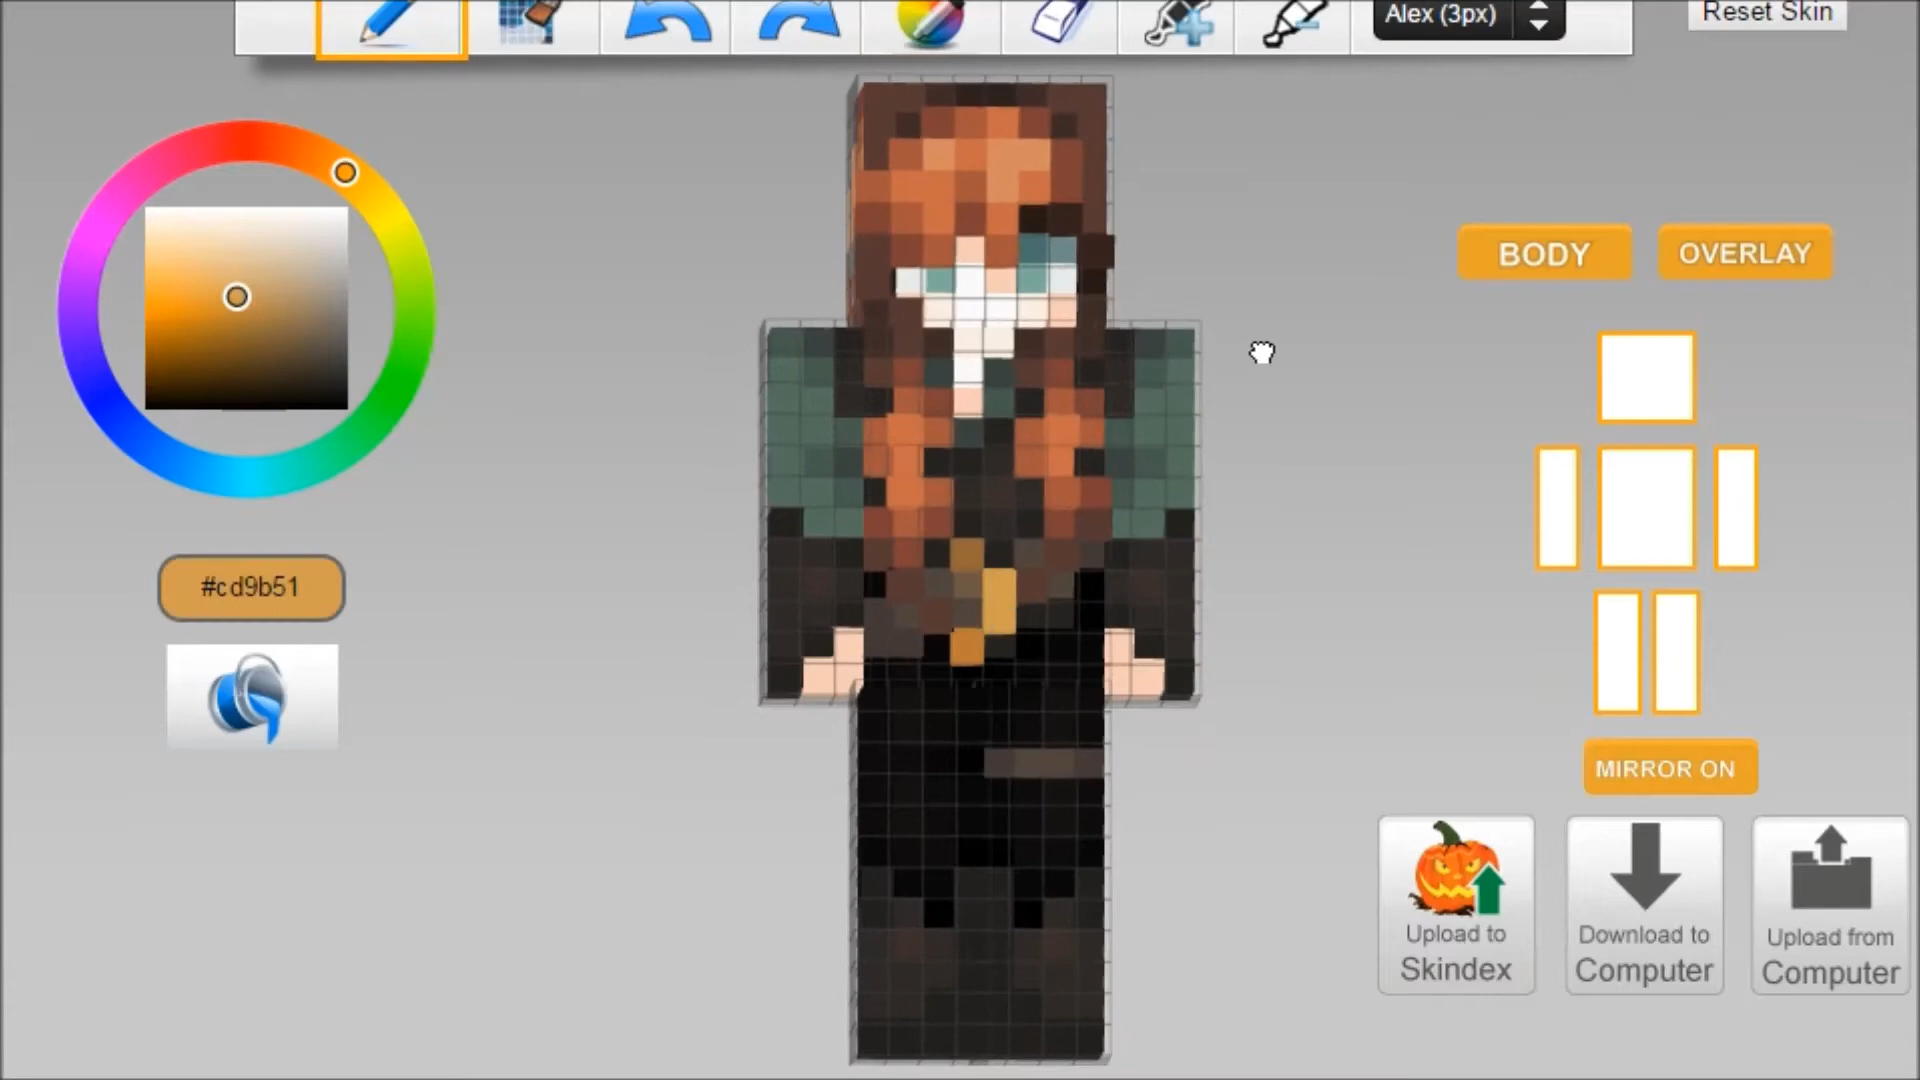 Alex (3px)
Reset Skin
BODY
OVERLAY
#cd9b51
MIRROR ON
Upload to
Skindex
Download to
Computer
Upload from
Computer